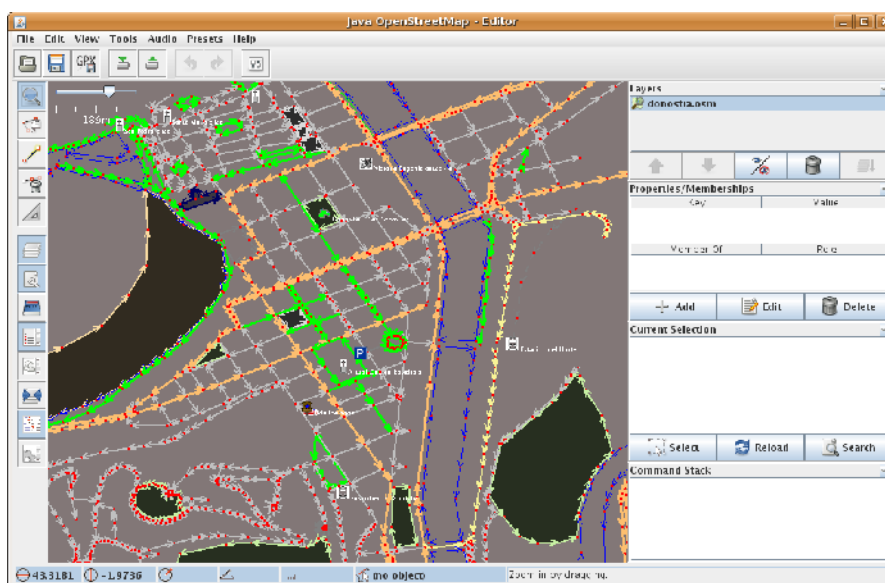 Java OpenStreetMap - Editor
File Edit View Tools Audio Presets Help
GPX
189m
Layers
donostia.osm
Properties/Memberships
Key Value
Member Of Role
Add Edit Delete
Current Selection
P
Select Reload Search
Command Stack
43.3181 -1.9736 (no object) Zoom in by dragging.